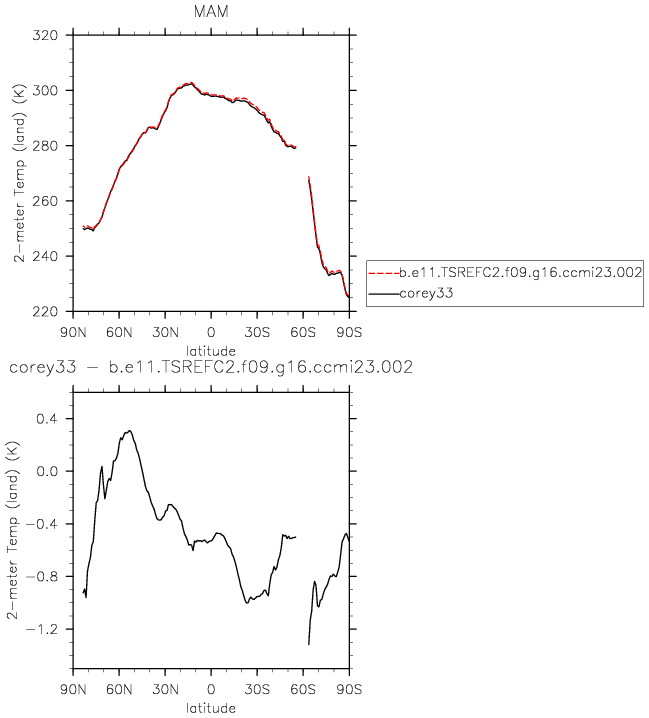 MAM
320
300
280
260
240
220
2-meter Temp (land) (K)
90N 60N 30N 0 30S 60S 90S
latitude
b.e11.TSREFC2.f09.g16.ccmi23.002
corey33
corey33 - b.e11.TSREFC2.f09.g16.ccmi23.002
0.4
0.0
-0.4
-0.8
-1.2
2-meter Temp (land) (K)
90N 60N 30N 0 30S 60S 90S
latitude